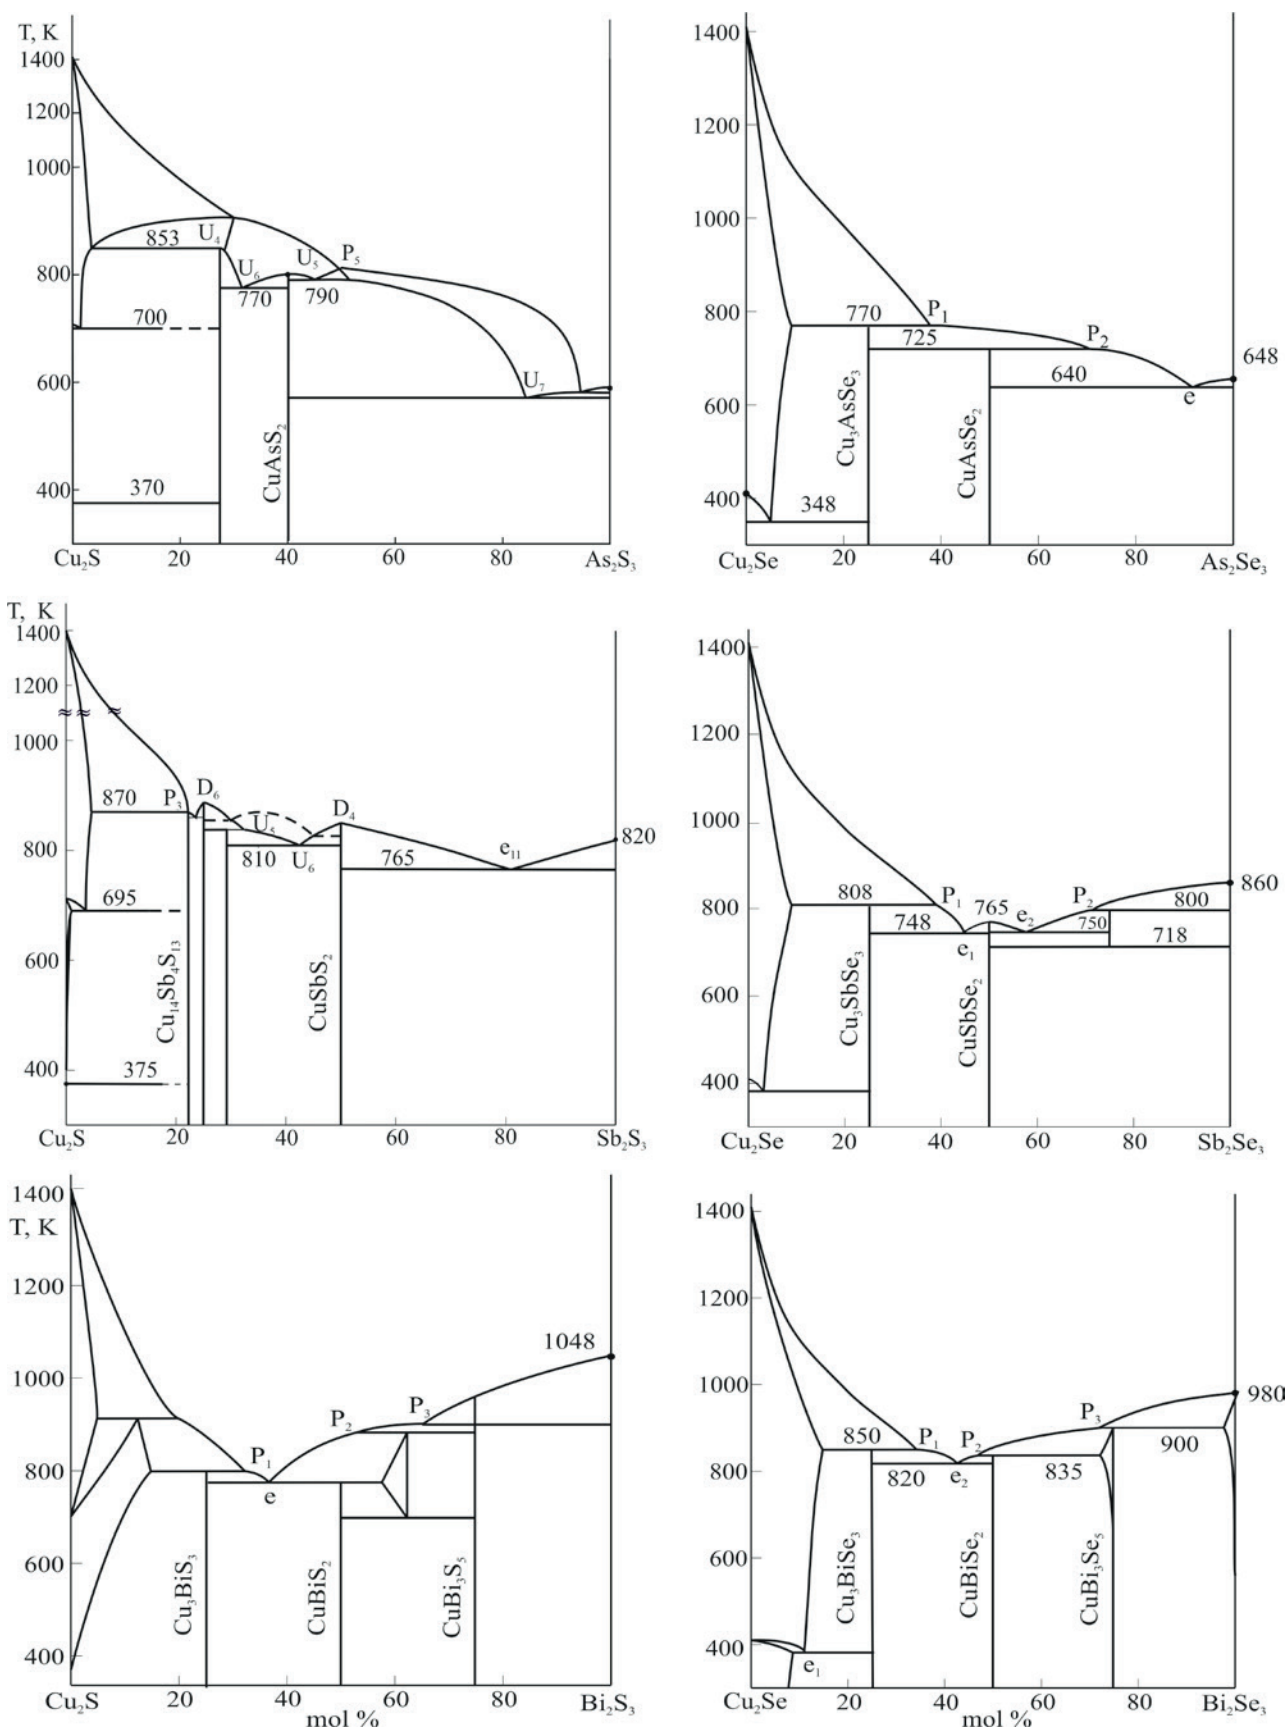 T, K
1400
1200
1000
800
600
400
853
U₄
U₆
U₅
P₅
770
790
700
U₇
370
CuAsS₂
Cu₂S
20
40
60
80
As₂S₃
1400
1200
1000
800
600
400
770
P₁
725
P₂
640
648
e
348
Cu₃AsSe₃
CuAsSe₂
Cu₂Se
20
40
60
80
As₂Se₃
T, K
1400
1200
1000
800
600
400
≈
≈
≈
870
P₃
D₆
U₅
D₄
810
U₆
765
e₁₁
820
695
375
Cu₁₄Sb₄S₁₃
CuSbS₂
Cu₂S
20
40
60
80
Sb₂S₃
1400
1200
1000
800
600
400
808
P₁
765
e₂
P₂
800
860
748
750
718
e₁
Cu₃SbSe₃
CuSbSe₂
Cu₂Se
20
40
60
80
Sb₂Se₃
1400
T, K
1200
1000
800
600
400
1048
P₁
e
P₂
P₃
Cu₃BiS₃
CuBiS₂
CuBi₃S₅
Cu₂S
20
40
60
80
Bi₂S₃
mol %
1400
1200
1000
800
600
400
980
850
P₁
P₂
P₃
820
e₂
835
900
e₁
Cu₃BiSe₃
CuBiSe₂
CuBi₃Se₅
Cu₂Se
20
40
60
80
Bi₂Se₃
mol %